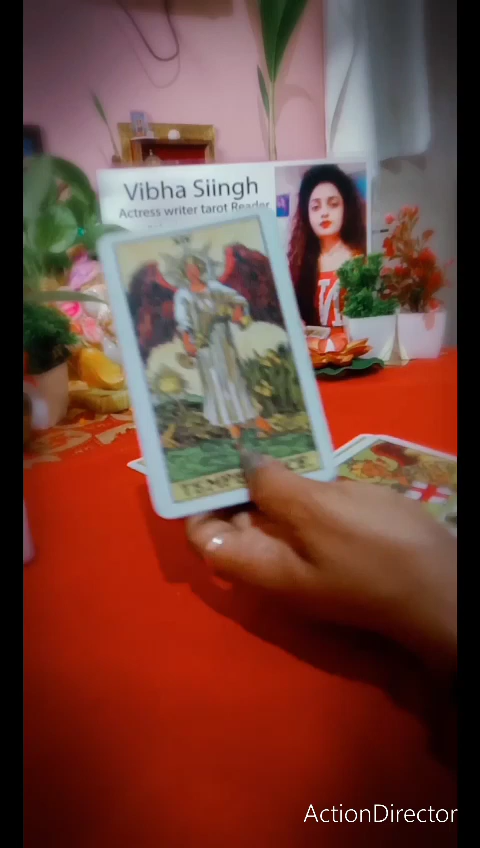 Vibha Siingh
Actress writer tarot Reader
TEMPERANCE
ActionDirector